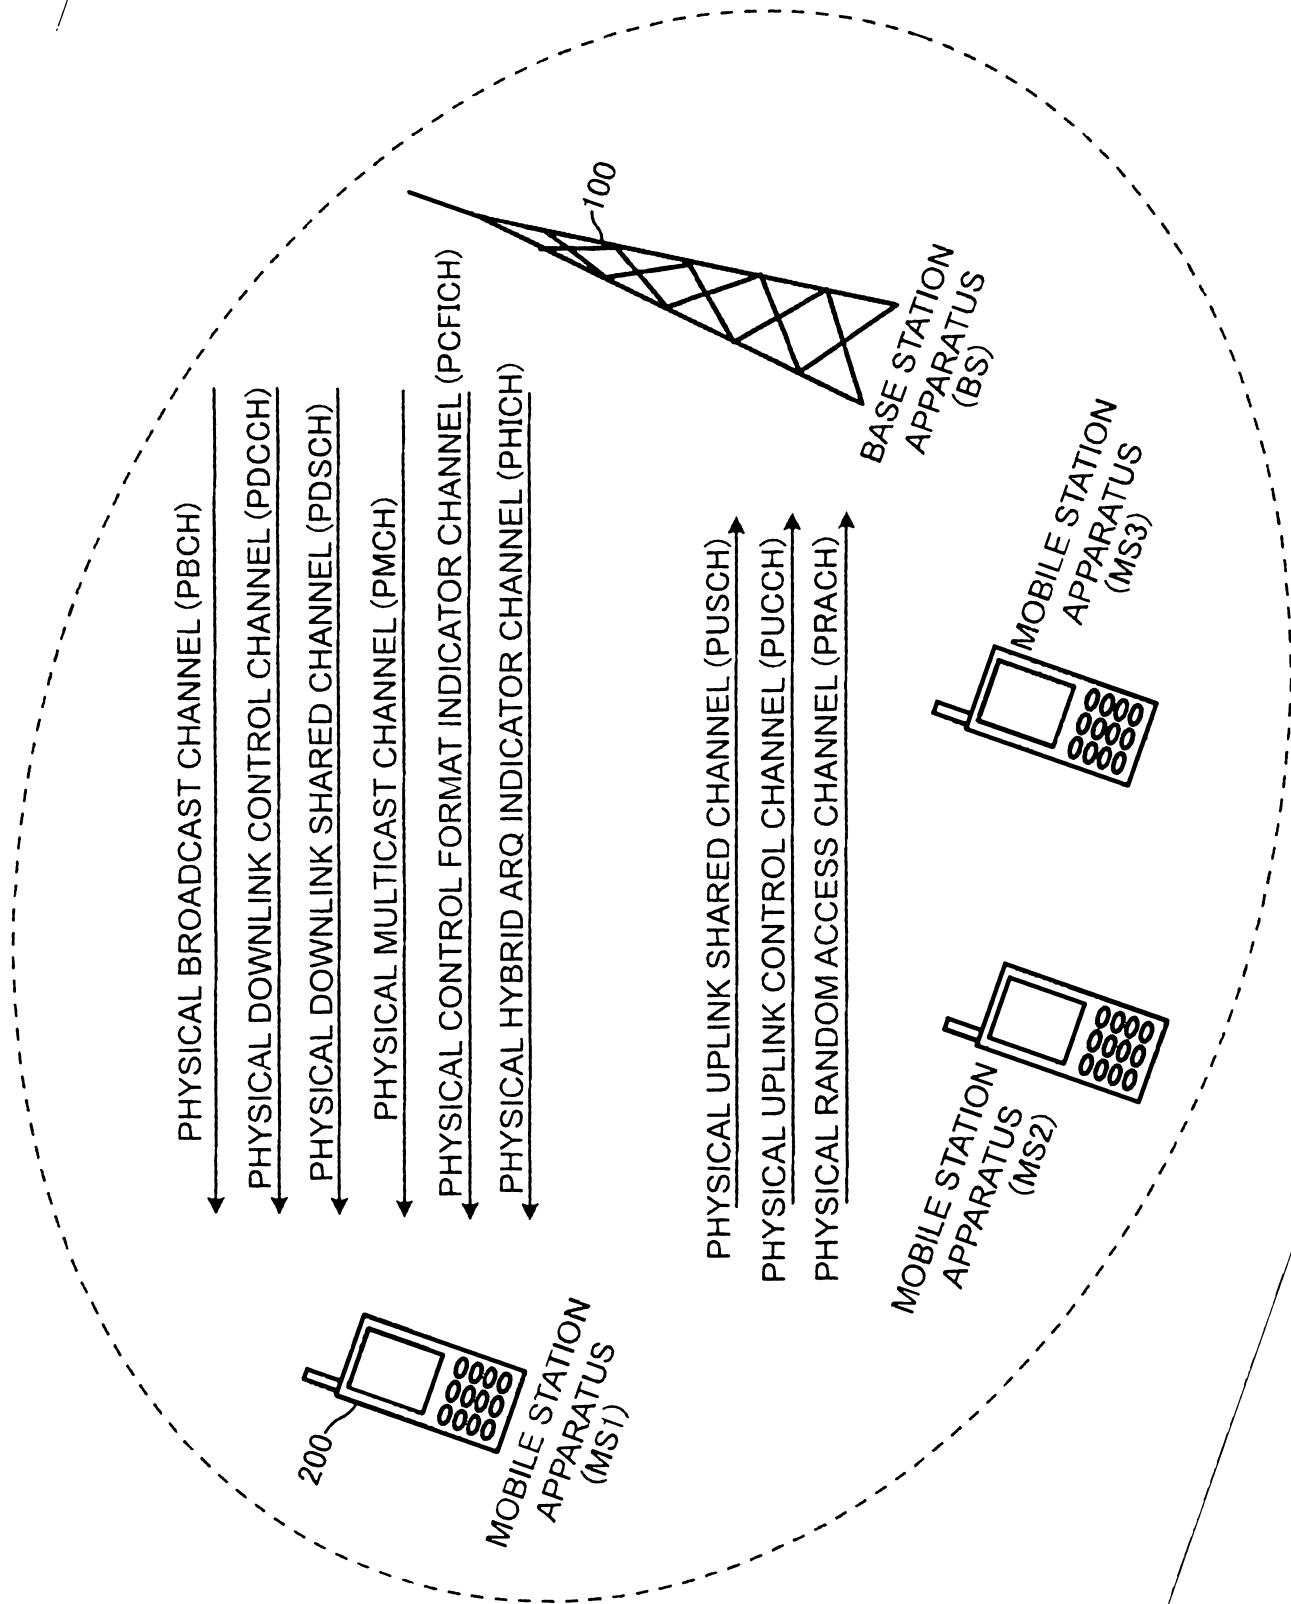 PHYSICAL BROADCAST CHANNEL (PBCH)
PHYSICAL DOWNLINK CONTROL CHANNEL (PDCCH)
PHYSICAL DOWNLINK SHARED CHANNEL (PDSCH)
PHYSICAL MULTICAST CHANNEL (PMCH)
PHYSICAL CONTROL FORMAT INDICATOR CHANNEL (PCFICH)
PHYSICAL HYBRID ARQ INDICATOR CHANNEL (PHICH)
200
MOBILE STATION
APPARATUS
(MS1)
100
BASE STATION
APPARATUS
(BS)
PHYSICAL UPLINK SHARED CHANNEL (PUSCH)
PHYSICAL UPLINK CONTROL CHANNEL (PUCCH)
PHYSICAL RANDOM ACCESS CHANNEL (PRACH)
MOBILE STATION
APPARATUS
(MS2)
MOBILE STATION
APPARATUS
(MS3)